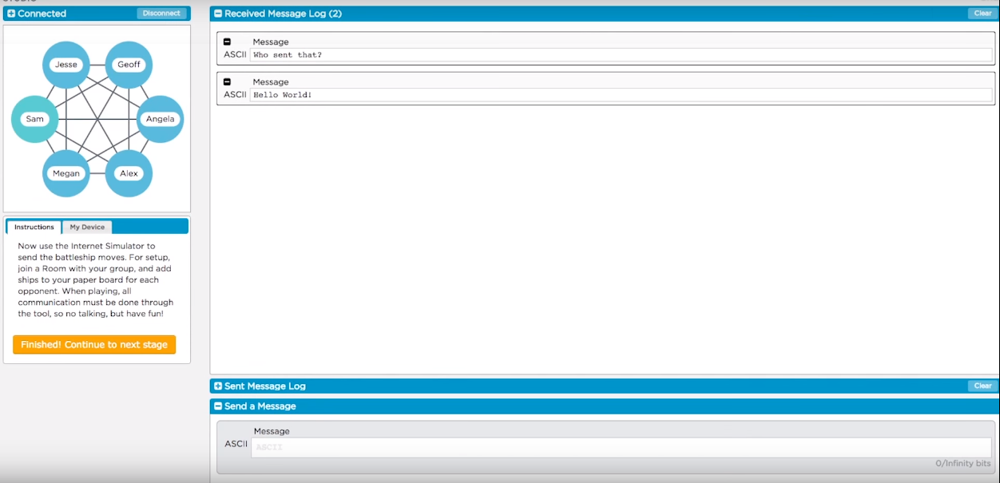 Connected
Disconnect
Jesse
Geoff
Sam
Angela
Megan
Alex
Instructions
My Device
Now use the Internet Simulator to
send the battleship moves. For setup,
join a Room with your group, and add
ships to your paper board for each
opponent. When playing, all
communication must be done through
the tool, so no talking, but have fun!
Finished! Continue to next stage
Received Message Log (2)
Clear
Message
ASCII Who sent that?
Message
ASCII Hello World!
Sent Message Log
Clear
Send a Message
Message
ASCII ASCII
0/Infinity bits